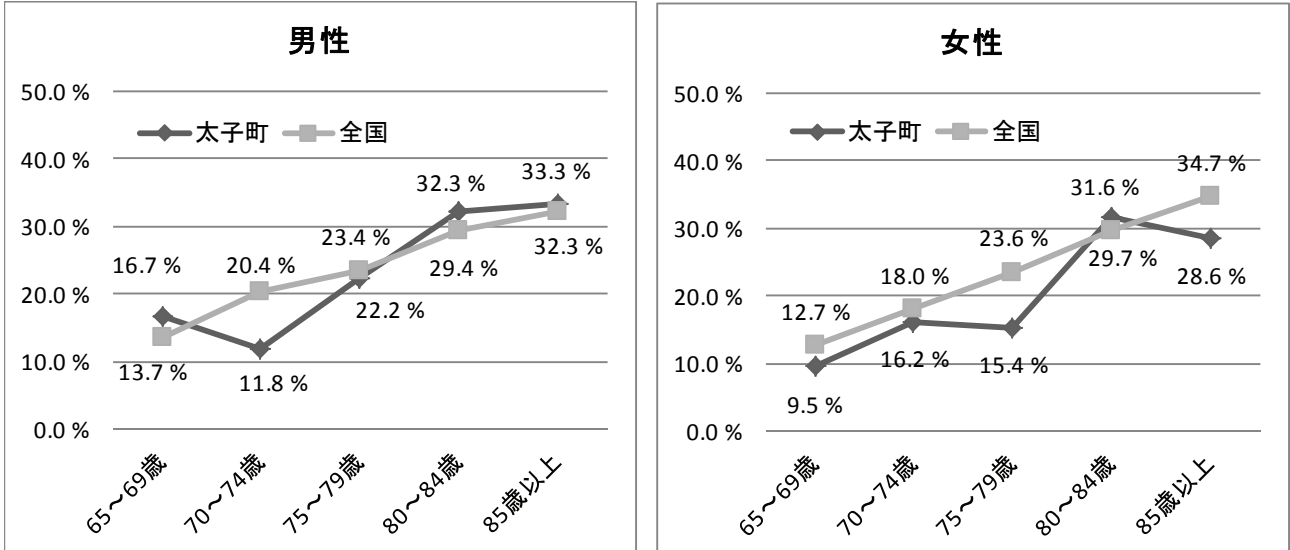 男性
50.0 %
40.0 %
30.0 %
20.0 %
10.0 %
0.0 %
太子町 全国
16.7 %
11.8 %
22.2 %
32.3 %
33.3 %
13.7 %
20.4 %
23.4 %
29.4 %
32.3 %
65～69歳
70～74歳
75～79歳
80～84歳
85歳以上
女性
50.0 %
40.0 %
30.0 %
20.0 %
10.0 %
0.0 %
太子町 全国
9.5 %
16.2 %
15.4 %
31.6 %
28.6 %
12.7 %
18.0 %
23.6 %
29.7 %
34.7 %
65～69歳
70～74歳
75～79歳
80～84歳
85歳以上